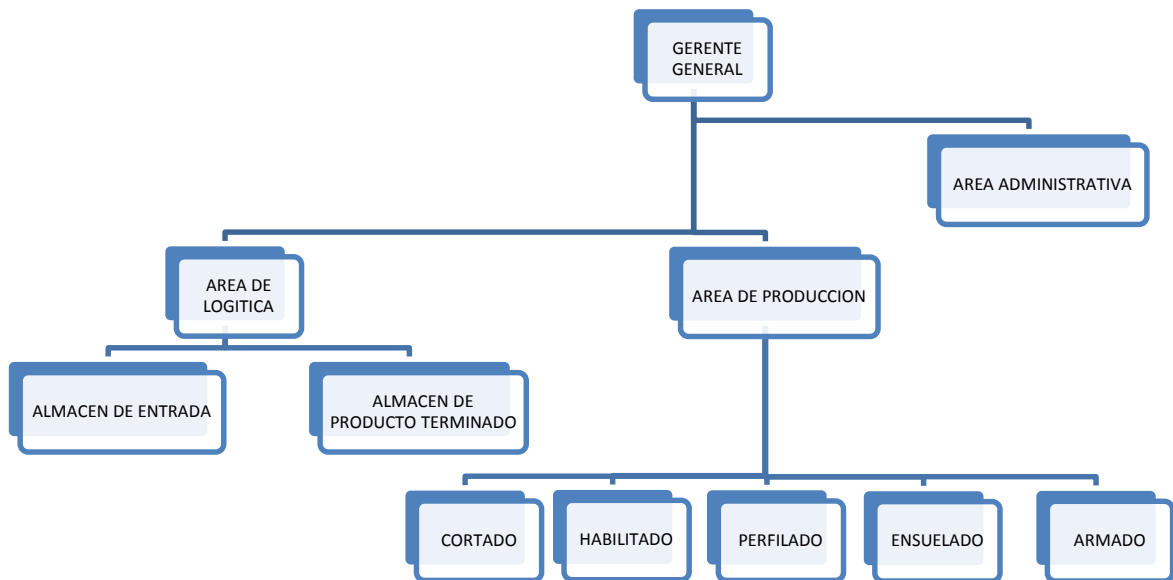 GERENTE
GENERAL
AREA ADMINISTRATIVA
AREA DE
LOGITICA
AREA DE PRODUCCION
ALMACEN DE ENTRADA
ALMACEN DE
PRODUCTO TERMINADO
CORTADO
HABILITADO
PERFILADO
ENSUELADO
ARMADO